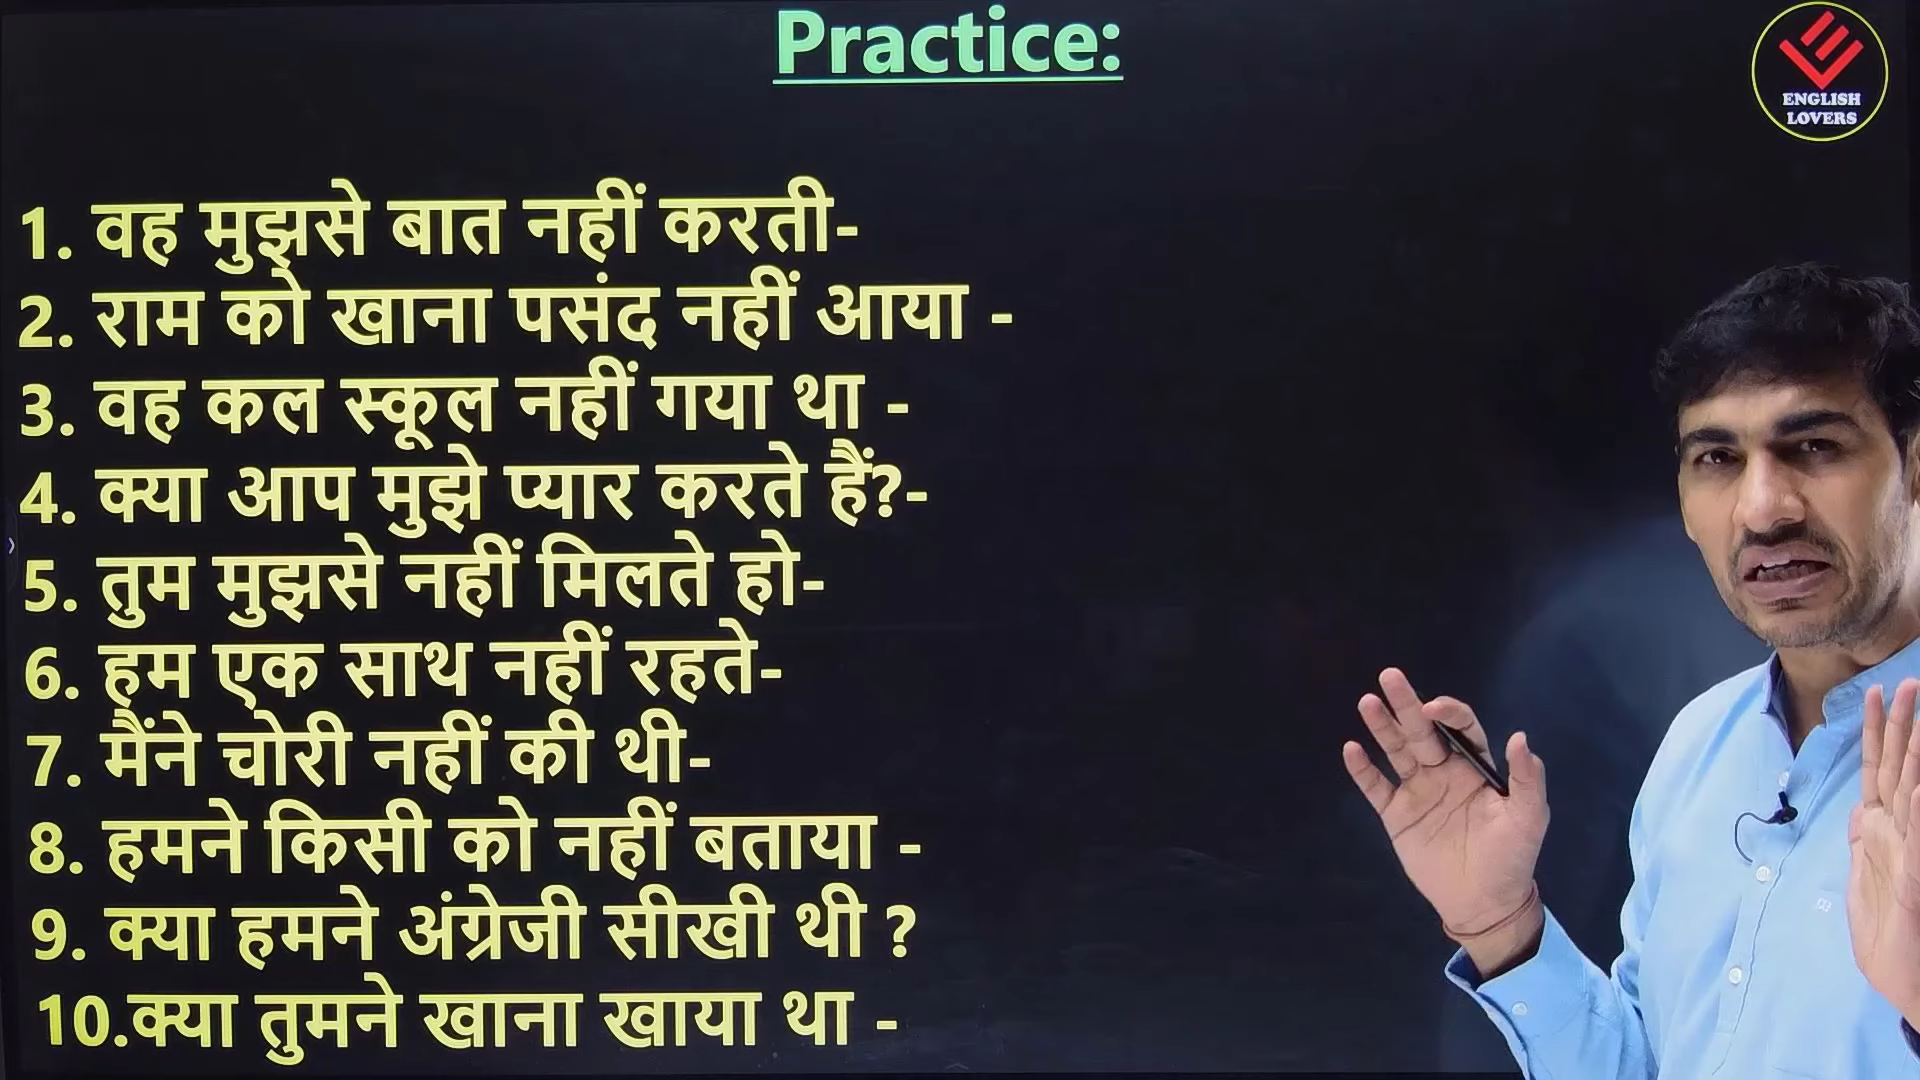 Practice:
ENGLISH
LOVERS
1. वह मुझसे बात नहीं करती-
2. राम को खाना पसंद नहीं आया -
3. वह कल स्कूल नहीं गया था -
4. क्या आप मुझे प्यार करते हैं?-
5. तुम मुझसे नहीं मिलते हो-
6. हम एक साथ नहीं रहते-
7. मैंने चोरी नहीं की थी-
8. हमने किसी को नहीं बताया -
9. क्या हमने अंग्रेजी सीखी थी ?
10.क्या तुमने खाना खाया था -